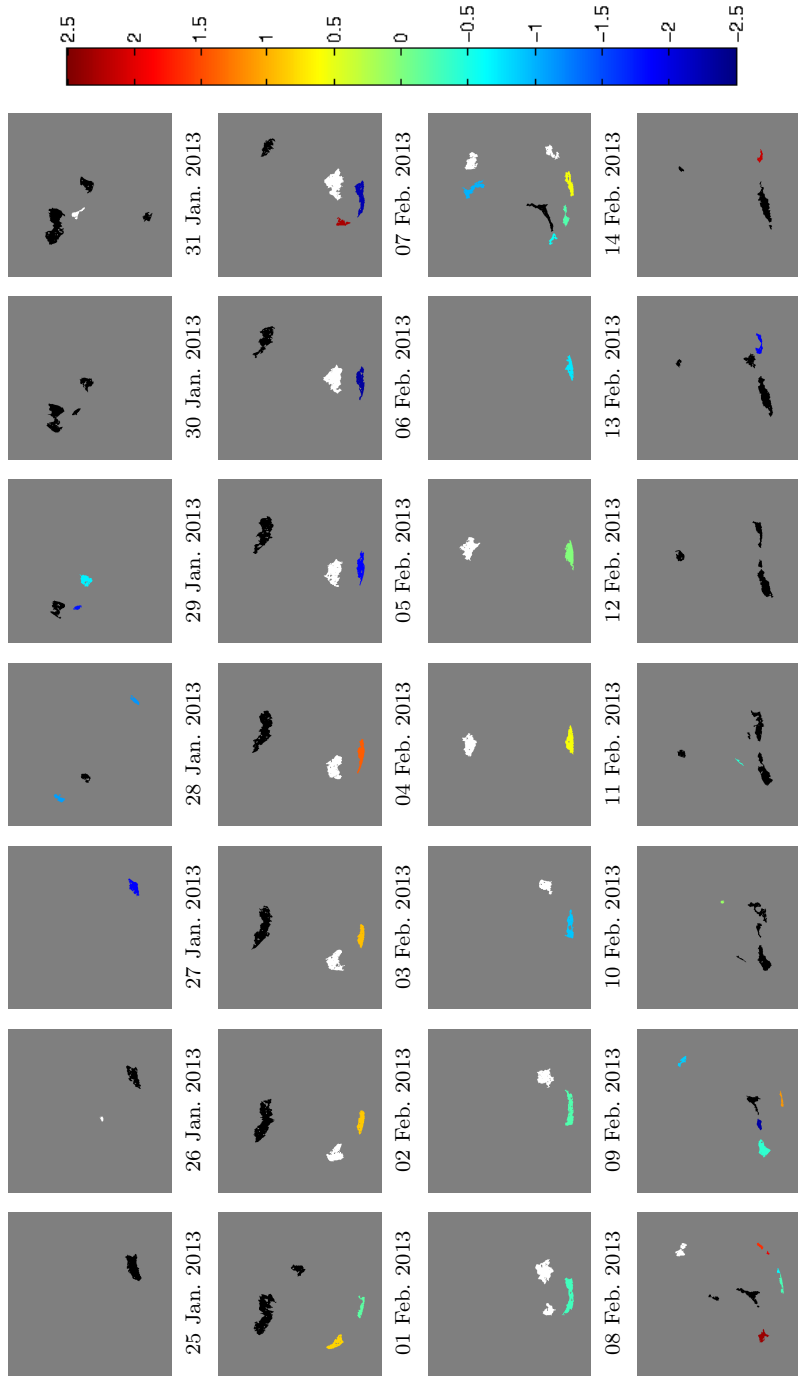 25 Jan. 2013
26 Jan. 2013
27 Jan. 2013
28 Jan. 2013
29 Jan. 2013
30 Jan. 2013
31 Jan. 2013
01 Feb. 2013
02 Feb. 2013
03 Feb. 2013
04 Feb. 2013
05 Feb. 2013
06 Feb. 2013
07 Feb. 2013
08 Feb. 2013
09 Feb. 2013
10 Feb. 2013
11 Feb. 2013
12 Feb. 2013
13 Feb. 2013
14 Feb. 2013
2.5
2
1.5
1
0.5
0
−0.5
−1
−1.5
−2
−2.5